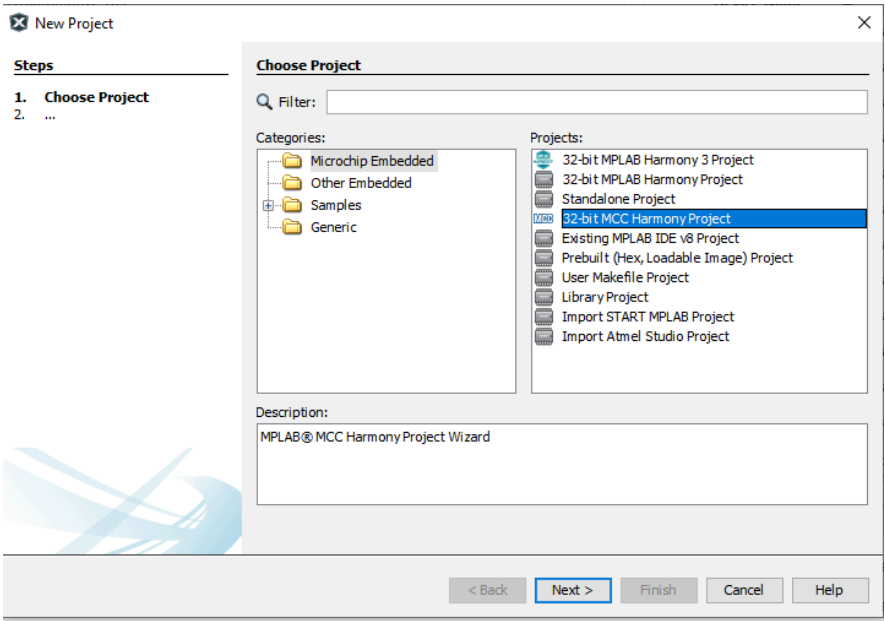 New Project
Steps
1. Choose Project
2. ...
Choose Project
Filter:
Categories:
Microchip Embedded
Other Embedded
Samples
Generic
Projects:
32-bit MPLAB Harmony 3 Project
32-bit MPLAB Harmony Project
Standalone Project
MCC 32-bit MCC Harmony Project
Existing MPLAB IDE v8 Project
Prebuilt (Hex, Loadable Image) Project
User Makefile Project
Library Project
Import START MPLAB Project
Import Atmel Studio Project
Description:
MPLAB® MCC Harmony Project Wizard
< Back Next > Finish Cancel Help